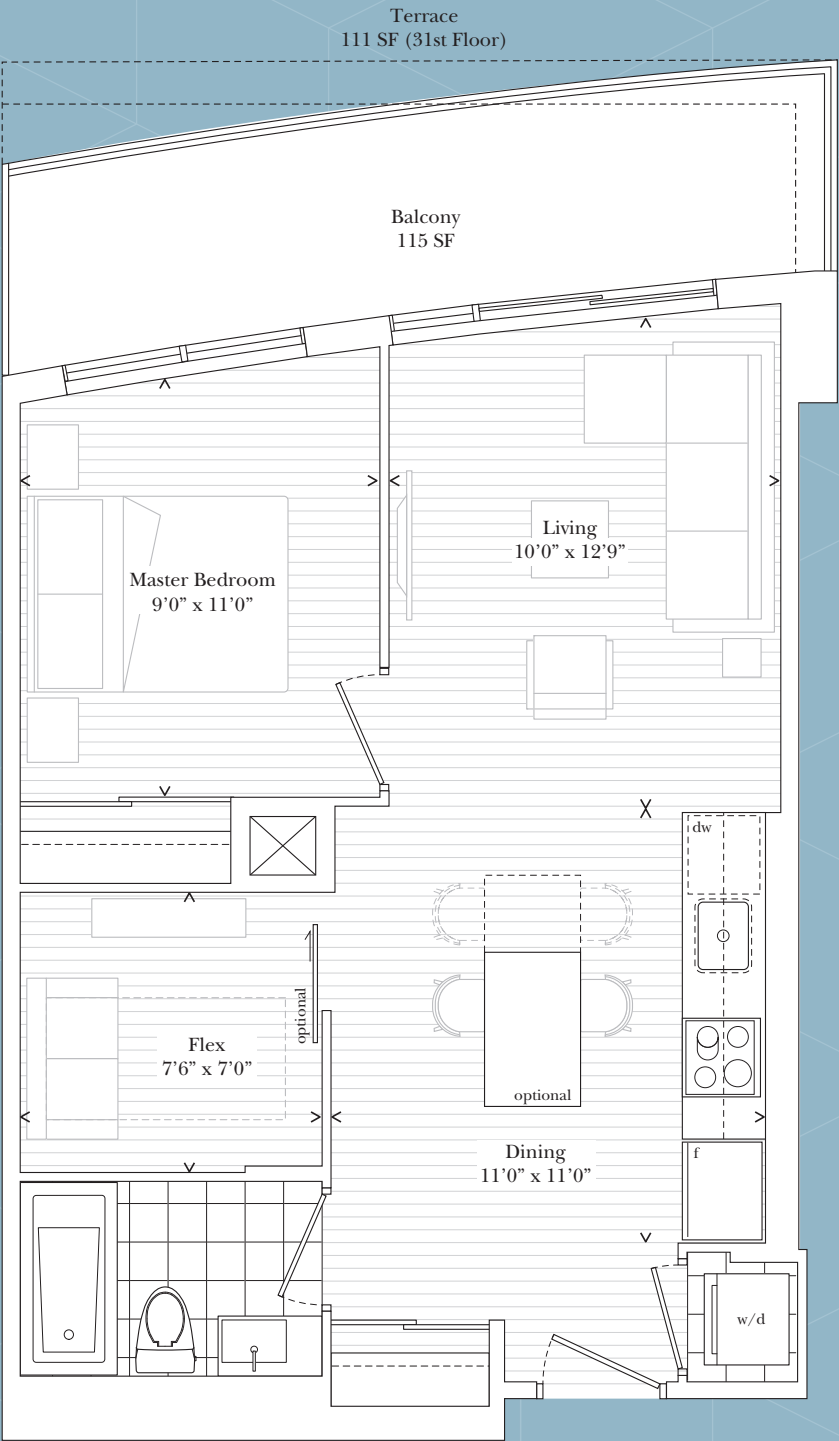 Terrace
111 SF (31st Floor)
Balcony
115 SF
Living
10’0” x 12’9”
Master Bedroom
9’0” x 11’0”
dw
optional
Flex
7’6” x 7’0”
optional
Dining
11’0” x 11’0”
f
w/d